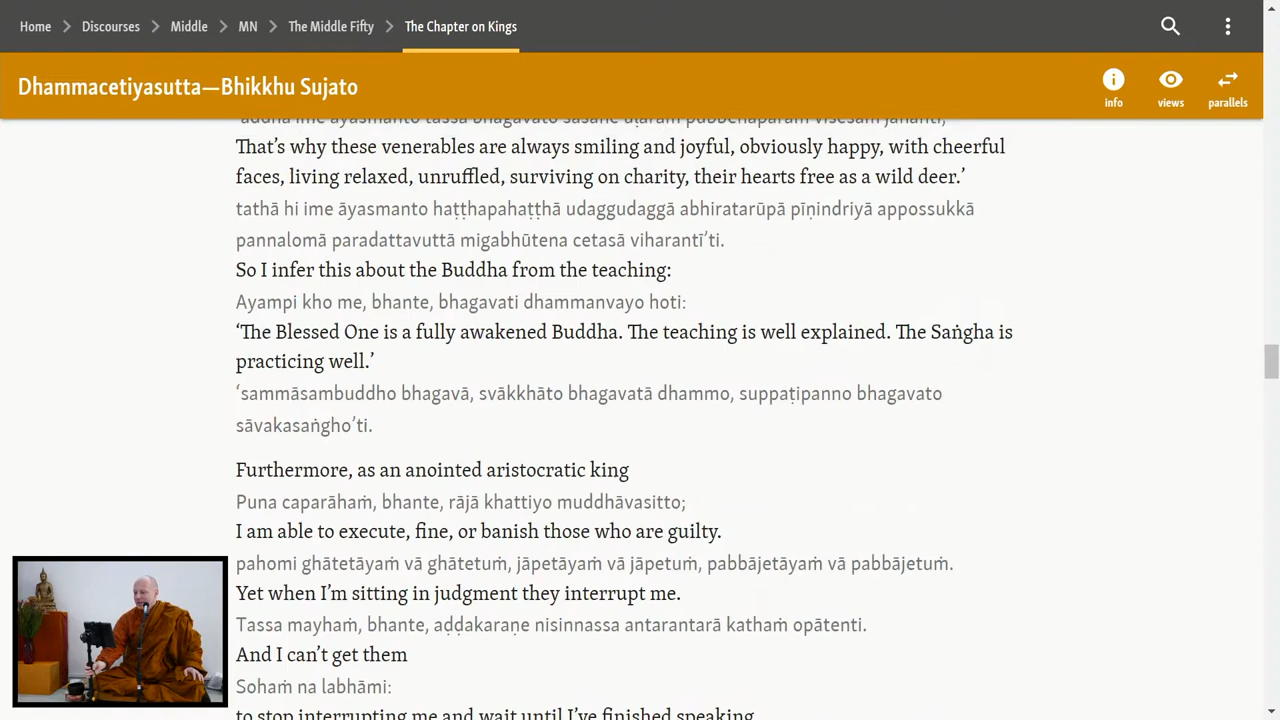 Home > Discourses > Middle > MN > The Middle Fifty > The Chapter on Kings
Dhammacetiyasutta—Bhikkhu Sujato
info views parallels
‘addhā ime āyasmanto tassa bhagavato sāsane uḷāraṁ pubbenāparaṁ visesaṁ jānanti;
That’s why these venerables are always smiling and joyful, obviously happy, with cheerful
faces, living relaxed, unruffled, surviving on charity, their hearts free as a wild deer.’
tathā hi ime āyasmanto haṭṭhapahaṭṭhā udaggudaggā abhiratarūpā pīṇindriyā appossukkā
pannalomā paradattavuttā migabhūtena cetasā viharantī’ti.
So I infer this about the Buddha from the teaching:
Ayampi kho me, bhante, bhagavati dhammanvayo hoti:
‘The Blessed One is a fully awakened Buddha. The teaching is well explained. The Saṅgha is
practicing well.’
‘sammāsambuddho bhagavā, svākkhāto bhagavatā dhammo, suppaṭipanno bhagavato
sāvakasaṅgho’ti.
Furthermore, as an anointed aristocratic king
Puna caparāhaṁ, bhante, rājā khattiyo muddhāvasitto;
I am able to execute, fine, or banish those who are guilty.
pahomi ghātetāyaṁ vā ghātetuṁ, jāpetāyaṁ vā jāpetuṁ, pabbājetāyaṁ vā pabbājetuṁ.
Yet when I’m sitting in judgment they interrupt me.
Tassa mayhaṁ, bhante, aḍḍakaraṇe nisinnassa antarantarā kathaṁ opātenti.
And I can’t get them
Sohaṁ na labhāmi:
to stop interrupting me and wait until I’ve finished speaking.